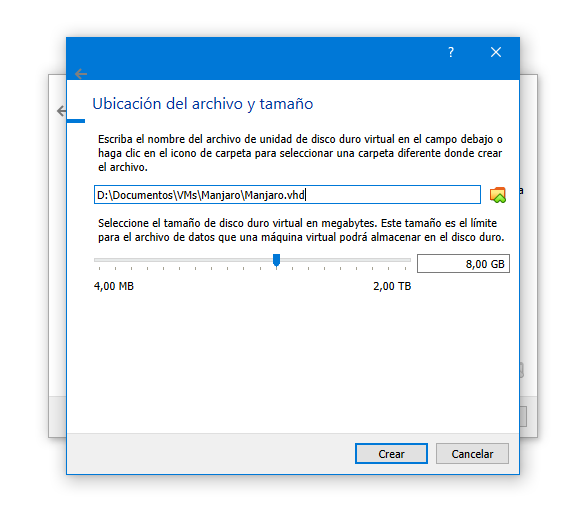 ?
Ubicación del archivo y tamaño
Escriba el nombre del archivo de unidad de disco duro virtual en el campo debajo o
haga clic en el icono de carpeta para seleccionar una carpeta diferente donde crear
el archivo.
D:\Documentos\VMs\Manjaro\Manjaro.vhd
Seleccione el tamaño de disco duro virtual en megabytes. Este tamaño es el límite
para el archivo de datos que una máquina virtual podrá almacenar en el disco duro.
8,00 GB
4,00 MB 2,00 TB
Crear Cancelar